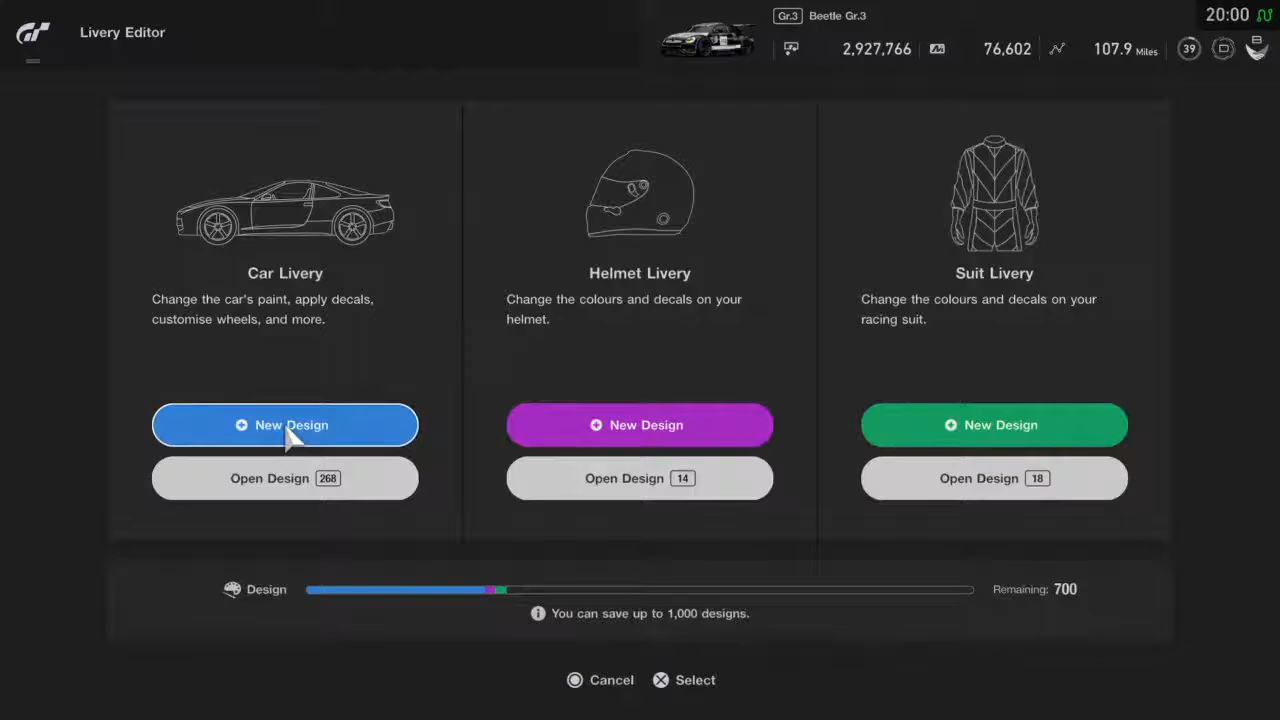 Livery Editor
Gr.3 Beetle Gr.3
20:00
2,927,766
76,602
107.9 Miles
39
Car Livery
Change the car's paint, apply decals,
customise wheels, and more.
New Design
Open Design 268
Helmet Livery
Change the colours and decals on your
helmet.
New Design
Open Design 14
Suit Livery
Change the colours and decals on your
racing suit.
New Design
Open Design 18
Design
Remaining: 700
You can save up to 1,000 designs.
Cancel
Select